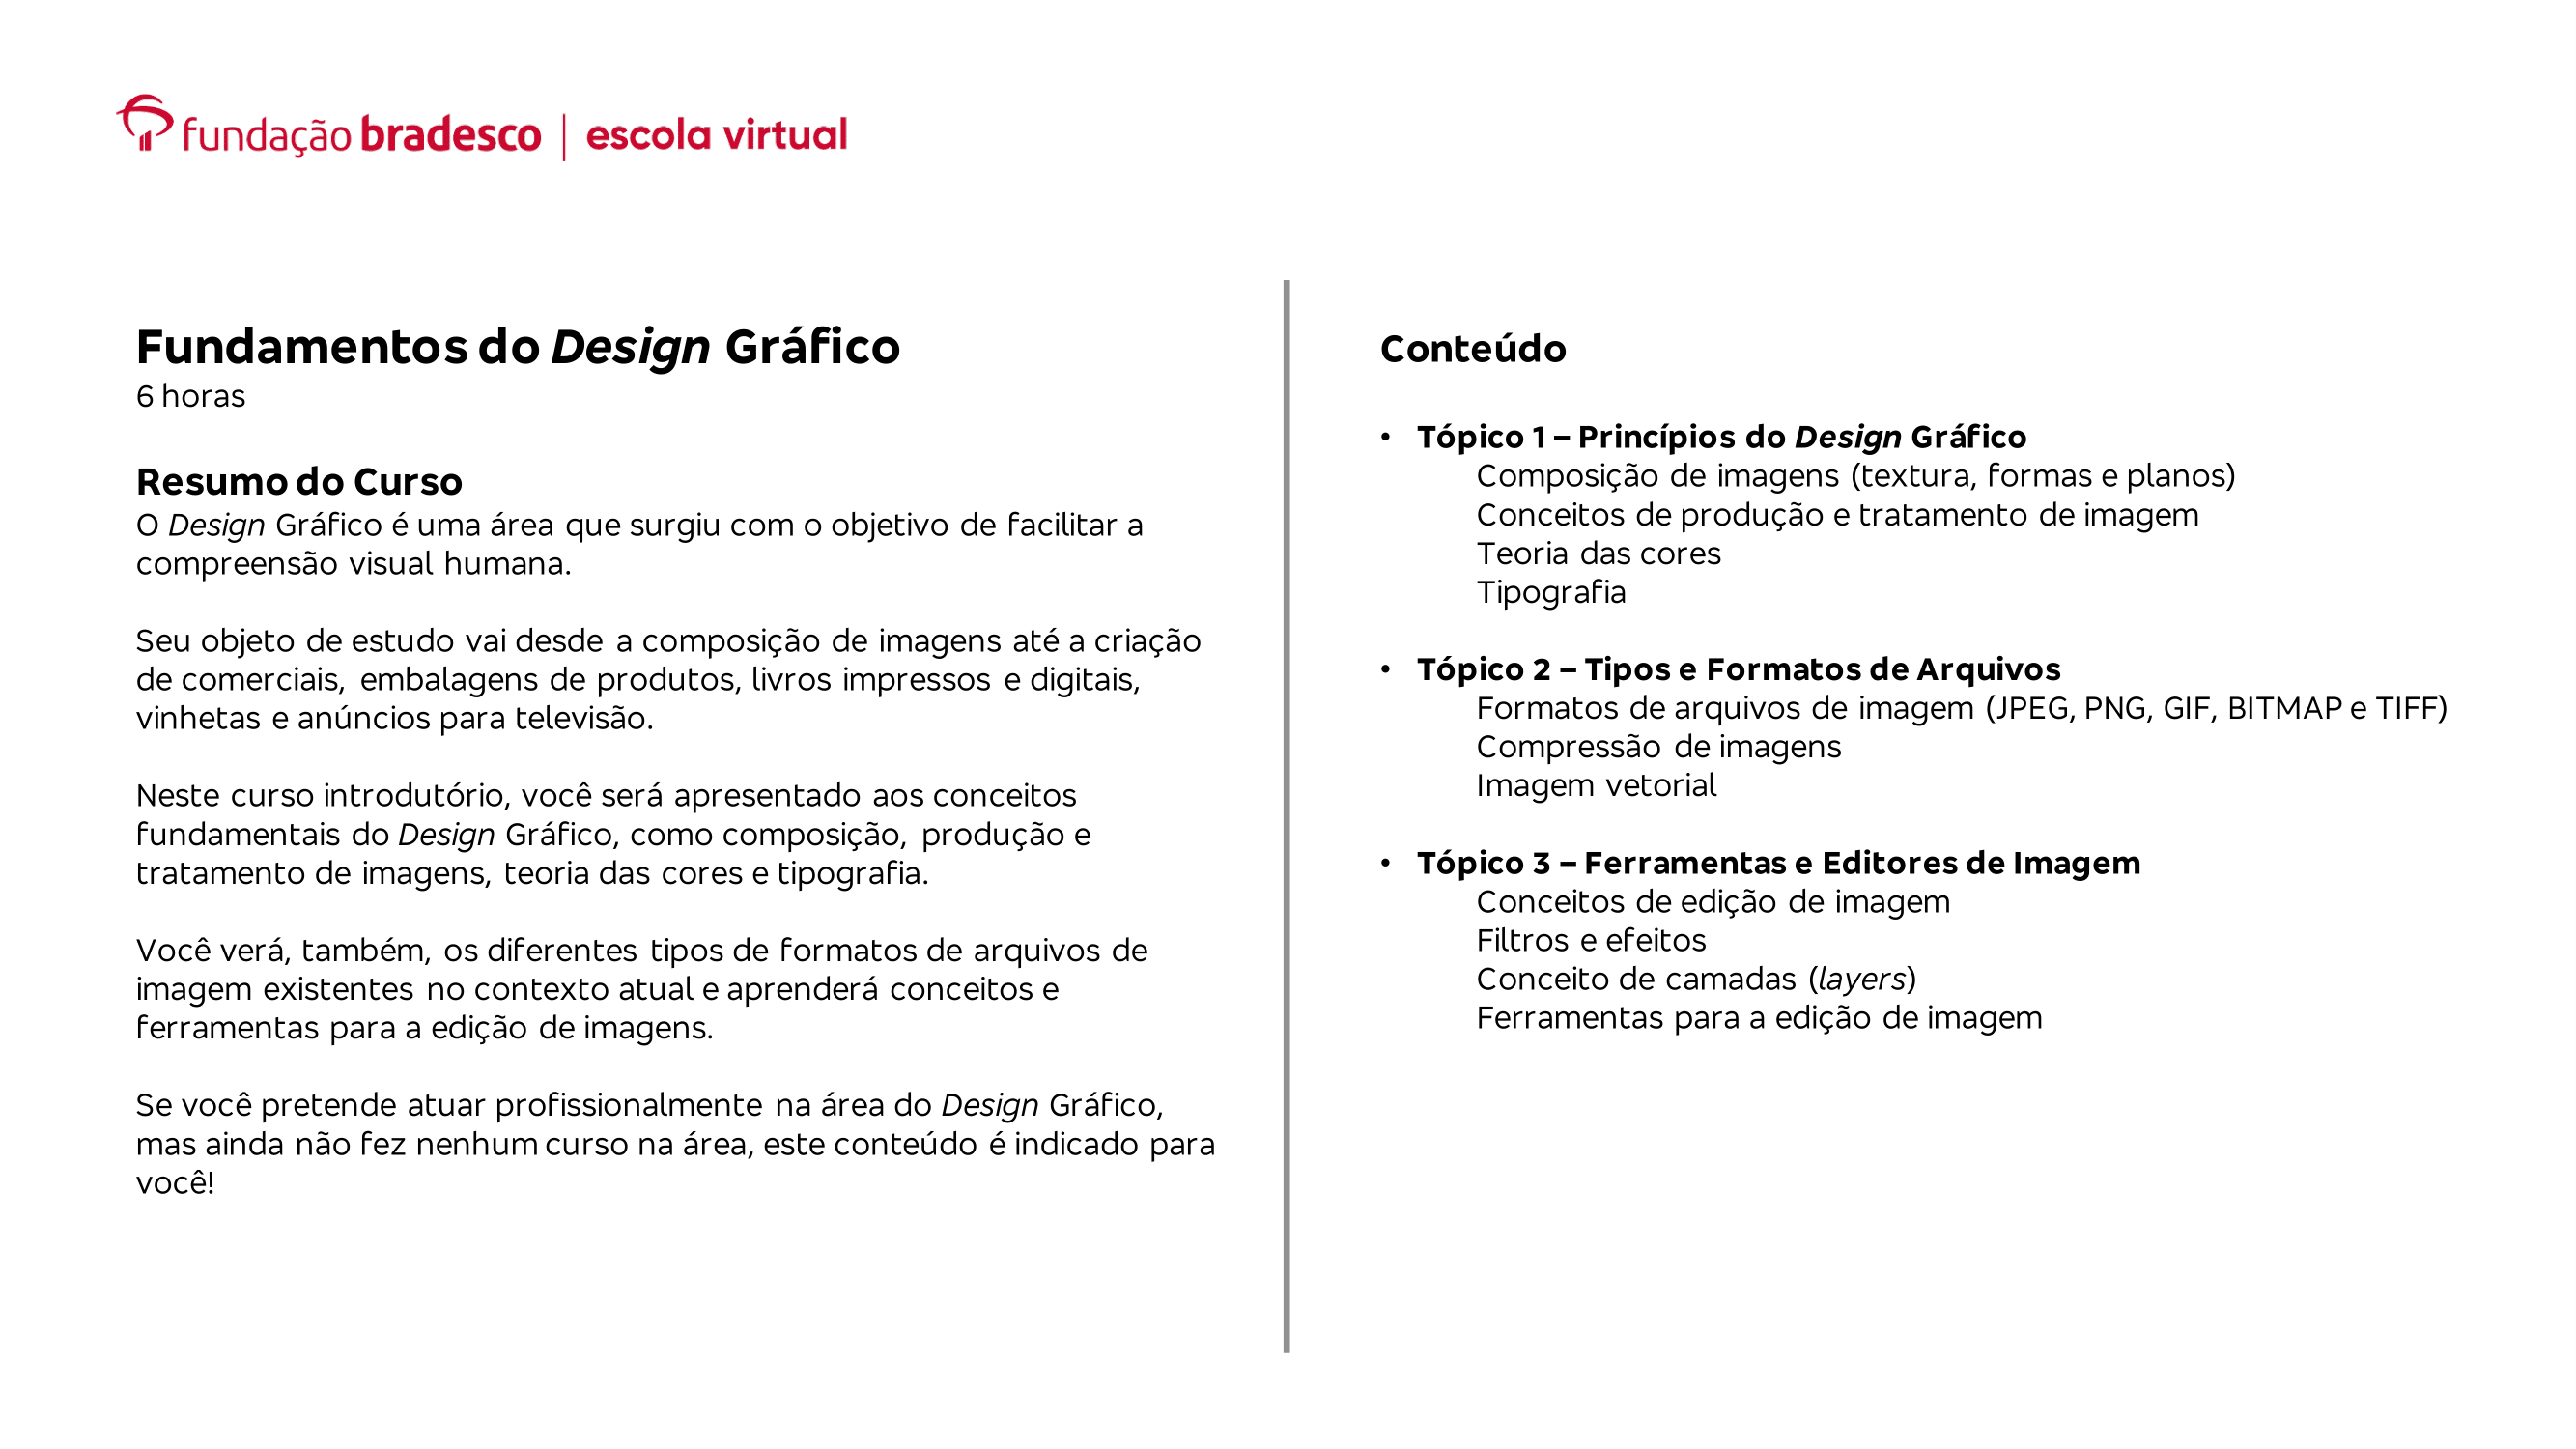 fundação bradesco | escola virtual
Fundamentos do Design Gráfico
6 horas
Resumo do Curso
O Design Gráfico é uma área que surgiu com o objetivo de facilitar a
compreensão visual humana.
Seu objeto de estudo vai desde a composição de imagens até a criação
de comerciais, embalagens de produtos, livros impressos e digitais,
vinhetas e anúncios para televisão.
Neste curso introdutório, você será apresentado aos conceitos
fundamentais do Design Gráfico, como composição, produção e
tratamento de imagens, teoria das cores e tipografia.
Você verá, também, os diferentes tipos de formatos de arquivos de
imagem existentes no contexto atual e aprenderá conceitos e
ferramentas para a edição de imagens.
Se você pretende atuar profissionalmente na área do Design Gráfico,
mas ainda não fez nenhum curso na área, este conteúdo é indicado para
você!
Conteúdo
• Tópico 1 – Princípios do Design Gráfico
Composição de imagens (textura, formas e planos)
Conceitos de produção e tratamento de imagem
Teoria das cores
Tipografia
• Tópico 2 – Tipos e Formatos de Arquivos
Formatos de arquivos de imagem (JPEG, PNG, GIF, BITMAP e TIFF)
Compressão de imagens
Imagem vetorial
• Tópico 3 – Ferramentas e Editores de Imagem
Conceitos de edição de imagem
Filtros e efeitos
Conceito de camadas (layers)
Ferramentas para a edição de imagem